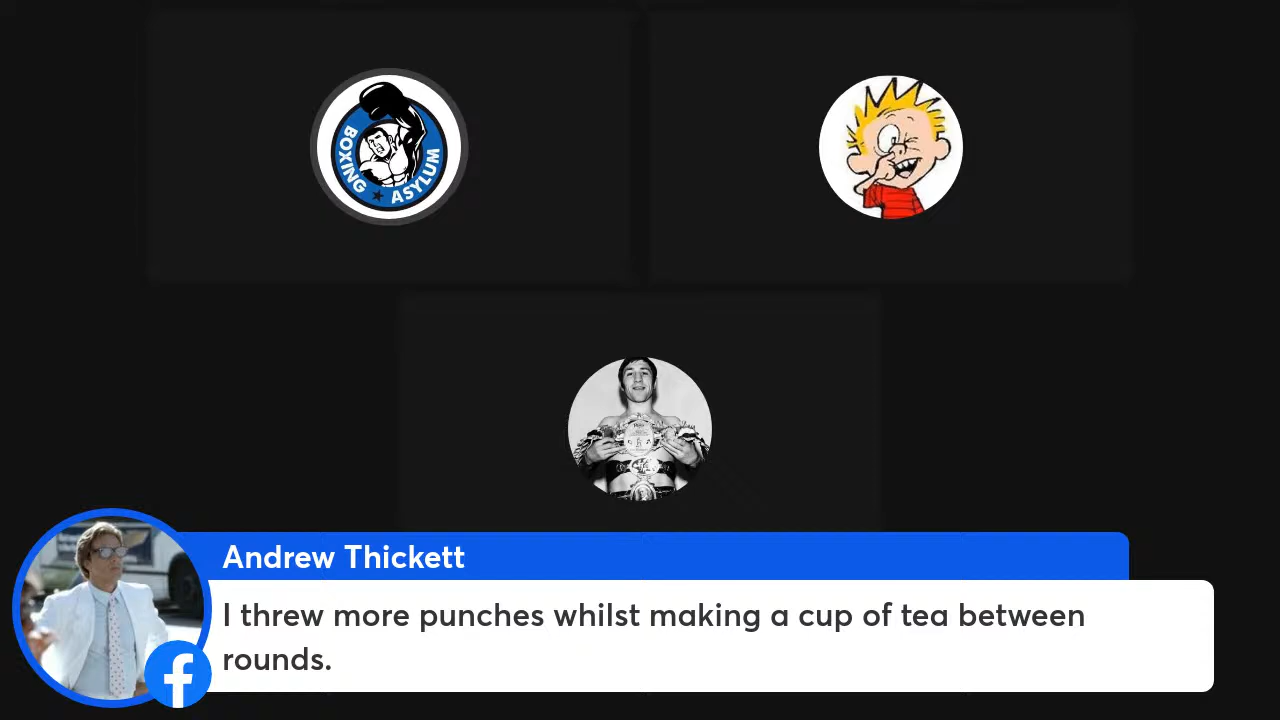 BOXING ASYLUM
Andrew Thickett
I threw more punches whilst making a cup of tea between
rounds.